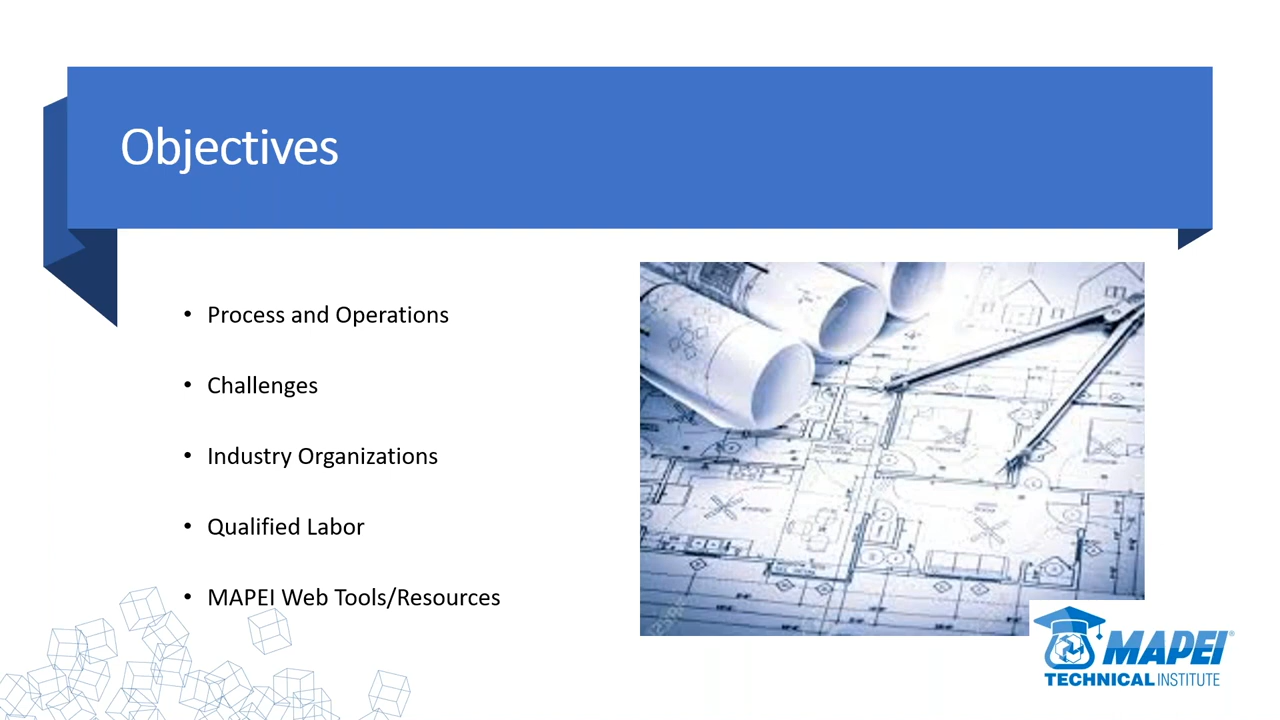 Objectives
• Process and Operations
• Challenges
• Industry Organizations
• Qualified Labor
• MAPEI Web Tools/Resources
MAPEI®
TECHNICAL INSTITUTE